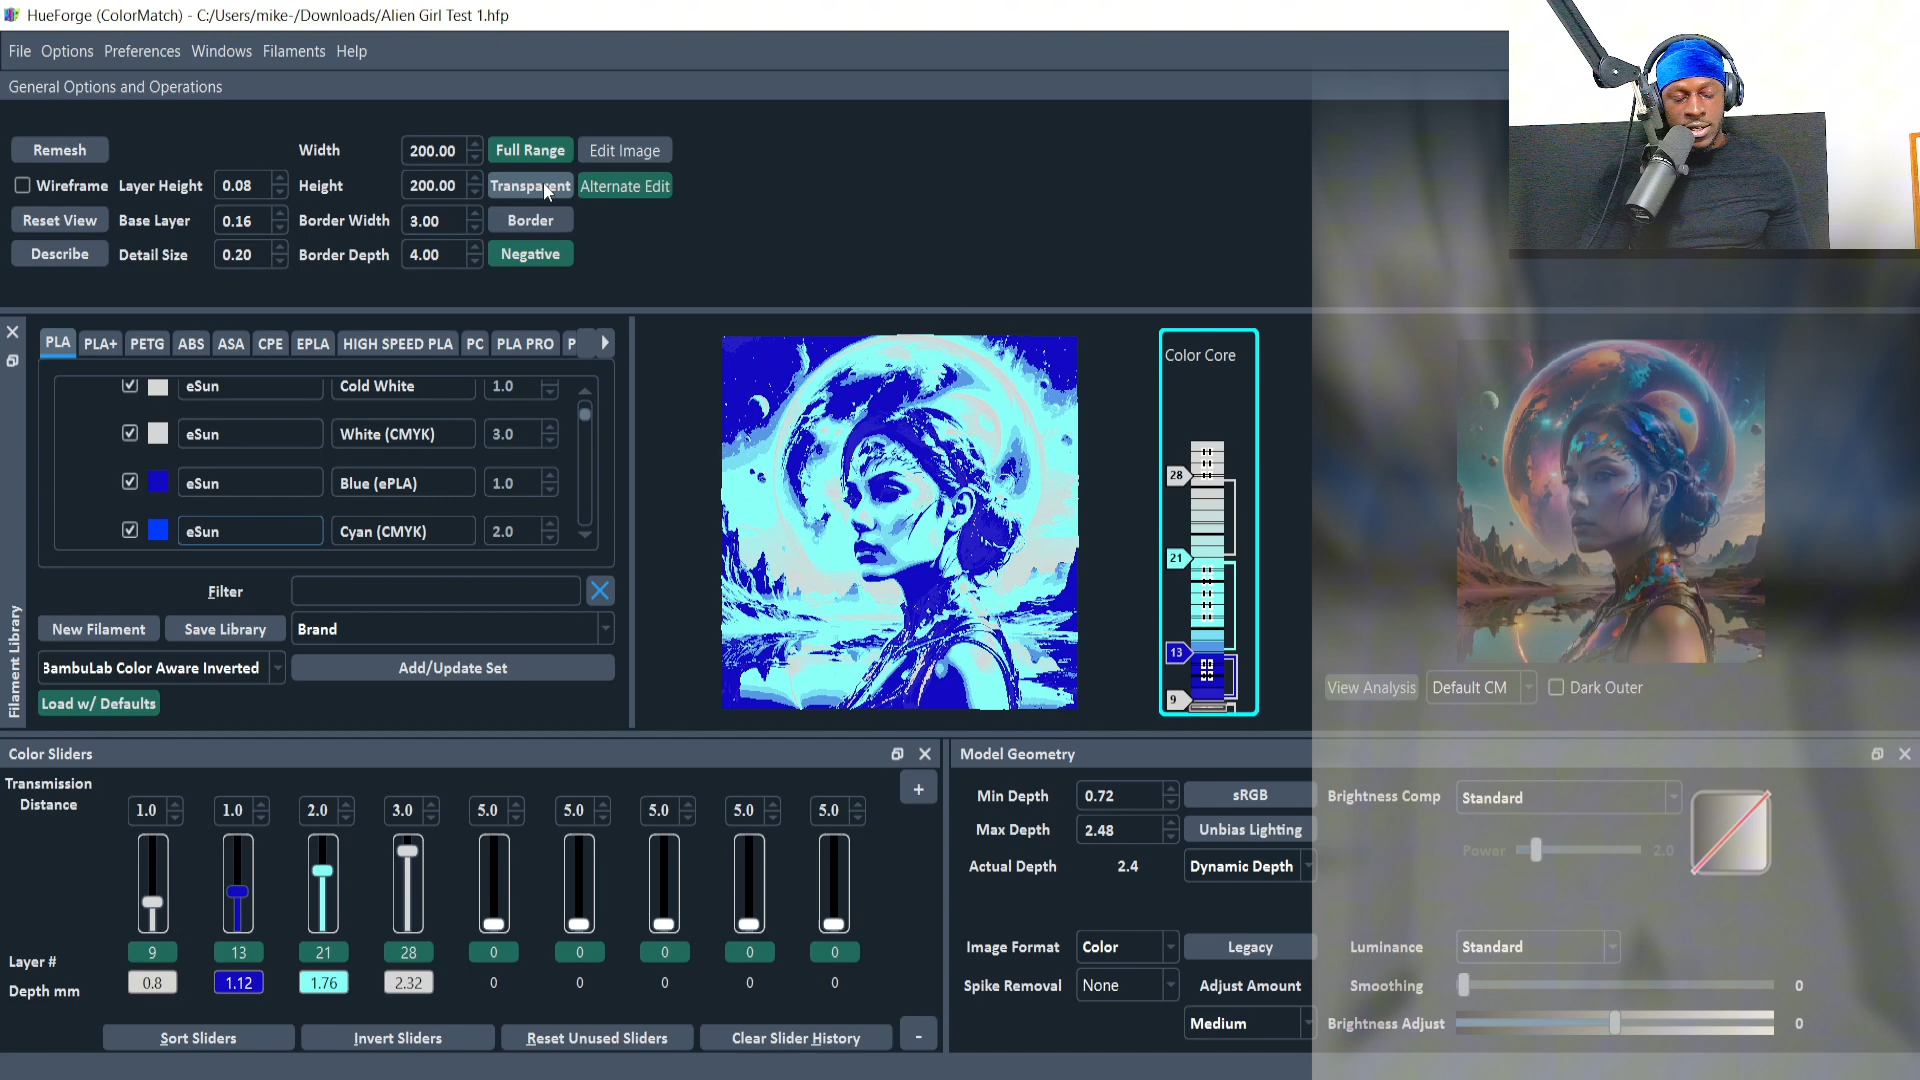 HueForge (ColorMatch) - C:/Users/mike-/Downloads/Alien Girl Test 1.hfp
File Options Preferences Windows Filaments Help
General Options and Operations
Remesh Width 200.00 Full Range Edit Image
Wireframe Layer Height 0.08 Height 200.00 Transparent Alternate Edit
Reset View Base Layer 0.16 Border Width 3.00 Border
Describe Detail Size 0.20 Border Depth 4.00 Negative
PLA PLA+ PETG ABS ASA CPE EPLA HIGH SPEED PLA PC PLA PRO P
eSun Cold White 1.0
eSun White (CMYK) 3.0
eSun Blue (ePLA) 1.0
eSun Cyan (CMYK) 2.0
Filter
New Filament Save Library Brand
BambuLab Color Aware Inverted Add/Update Set
Load w/ Defaults
Filament Library
Color Core
28
21
13
9
View Analysis Default CM Dark Outer
Color Sliders
Transmission
Distance
1.0 1.0 2.0 3.0 5.0 5.0 5.0 5.0 5.0
+
Layer # 9 13 21 28 0 0 0 0 0
Depth mm 0.8 1.12 1.76 2.32 0 0 0 0 0
Sort Sliders Invert Sliders Reset Unused Sliders Clear Slider History -
Model Geometry
Min Depth 0.72 sRGB Brightness Comp Standard
Max Depth 2.48 Unbias Lighting Power 2.0
Actual Depth 2.4 Dynamic Depth
Image Format Color Legacy Luminance Standard
Spike Removal None Adjust Amount Smoothing 0
Medium Brightness Adjust 0